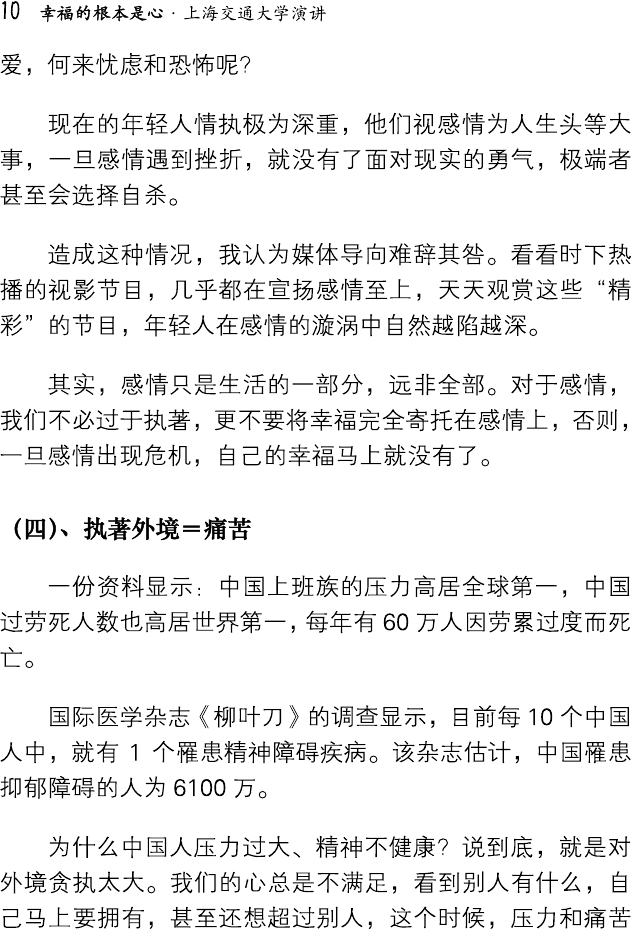 10 幸福的根本是心·上海交通大学演讲
爱，何来忧虑和恐怖呢？
现在的年轻人情执极为深重，他们视感情为人生头等大
事，一旦感情遇到挫折，就没有了面对现实的勇气，极端者
甚至会选择自杀。
造成这种情况，我认为媒体导向难辞其咎。看看时下热
播的视影节目，几乎都在宣扬感情至上，天天观赏这些“精
彩”的节目，年轻人在感情的漩涡中自然越陷越深。
其实，感情只是生活的一部分，远非全部。对于感情，
我们不必过于执著，更不要将幸福完全寄托在感情上，否则，
一旦感情出现危机，自己的幸福马上就没有了。
（四）、执著外境＝痛苦
一份资料显示：中国上班族的压力高居全球第一，中国
过劳死人数也高居世界第一，每年有 60 万人因劳累过度而死
亡。
国际医学杂志《柳叶刀》的调查显示，目前每 10 个中国
人中，就有 1 个罹患精神障碍疾病。该杂志估计，中国罹患
抑郁障碍的人为 6100 万。
为什么中国人压力过大、精神不健康？说到底，就是对
外境贪执太大。我们的心总是不满足，看到别人有什么，自
己马上要拥有，甚至还想超过别人，这个时候，压力和痛苦